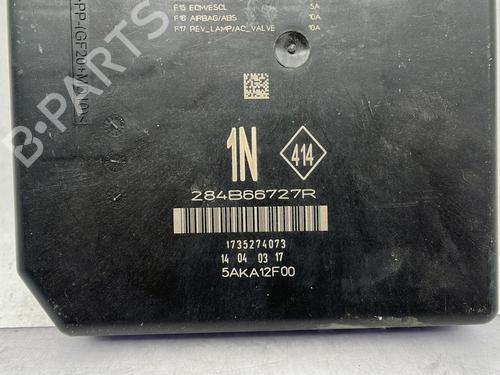 F15 ECM/ESCL 5A
F16 AIRBAG/ABS 10A
F17 REV_LAMP/AC_VALVE 10A
B-PARTS
1N
414
284B66727R
1735274073
14 04 03 17
5AKA12F00